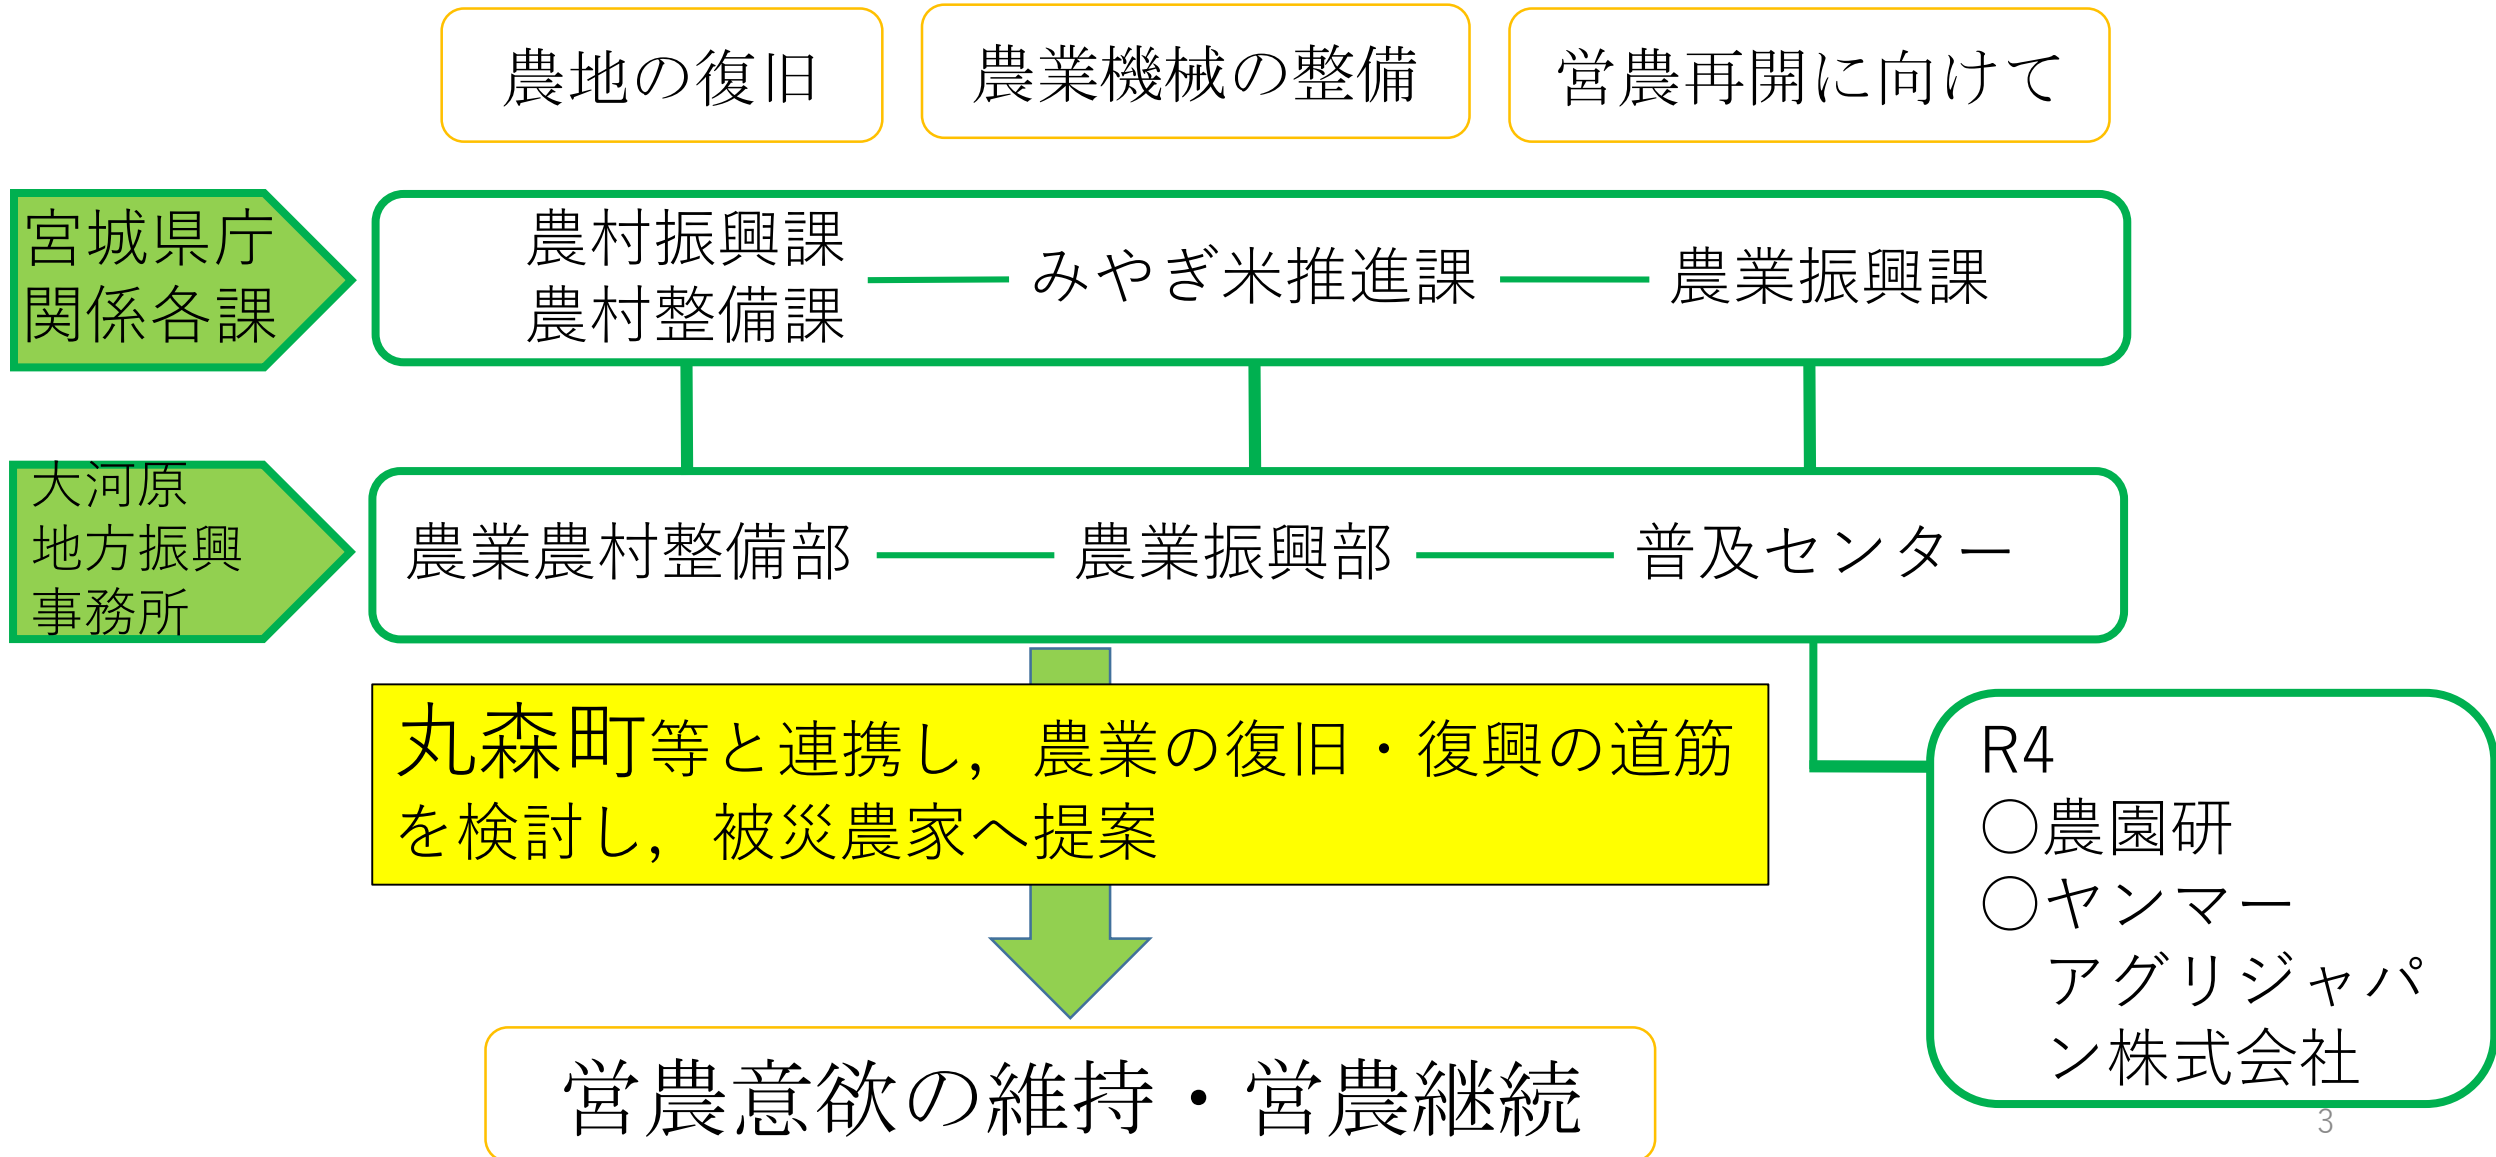 農地の復旧
農業機械の整備
営農再開に向けて
宮城県庁
関係各課
農村振興課
農村整備課
みやぎ米推進課
農業振興課
大河原
地方振興
事務所
農業農村整備部
農業振興部
普及センター
丸森町等と連携し，農業の復旧・復興の道筋
を検討し，被災農家へ提案
R4
〇農園研
〇ヤンマー
アグリジャパ
ン株式会社
営農意欲の維持・営農継続
3